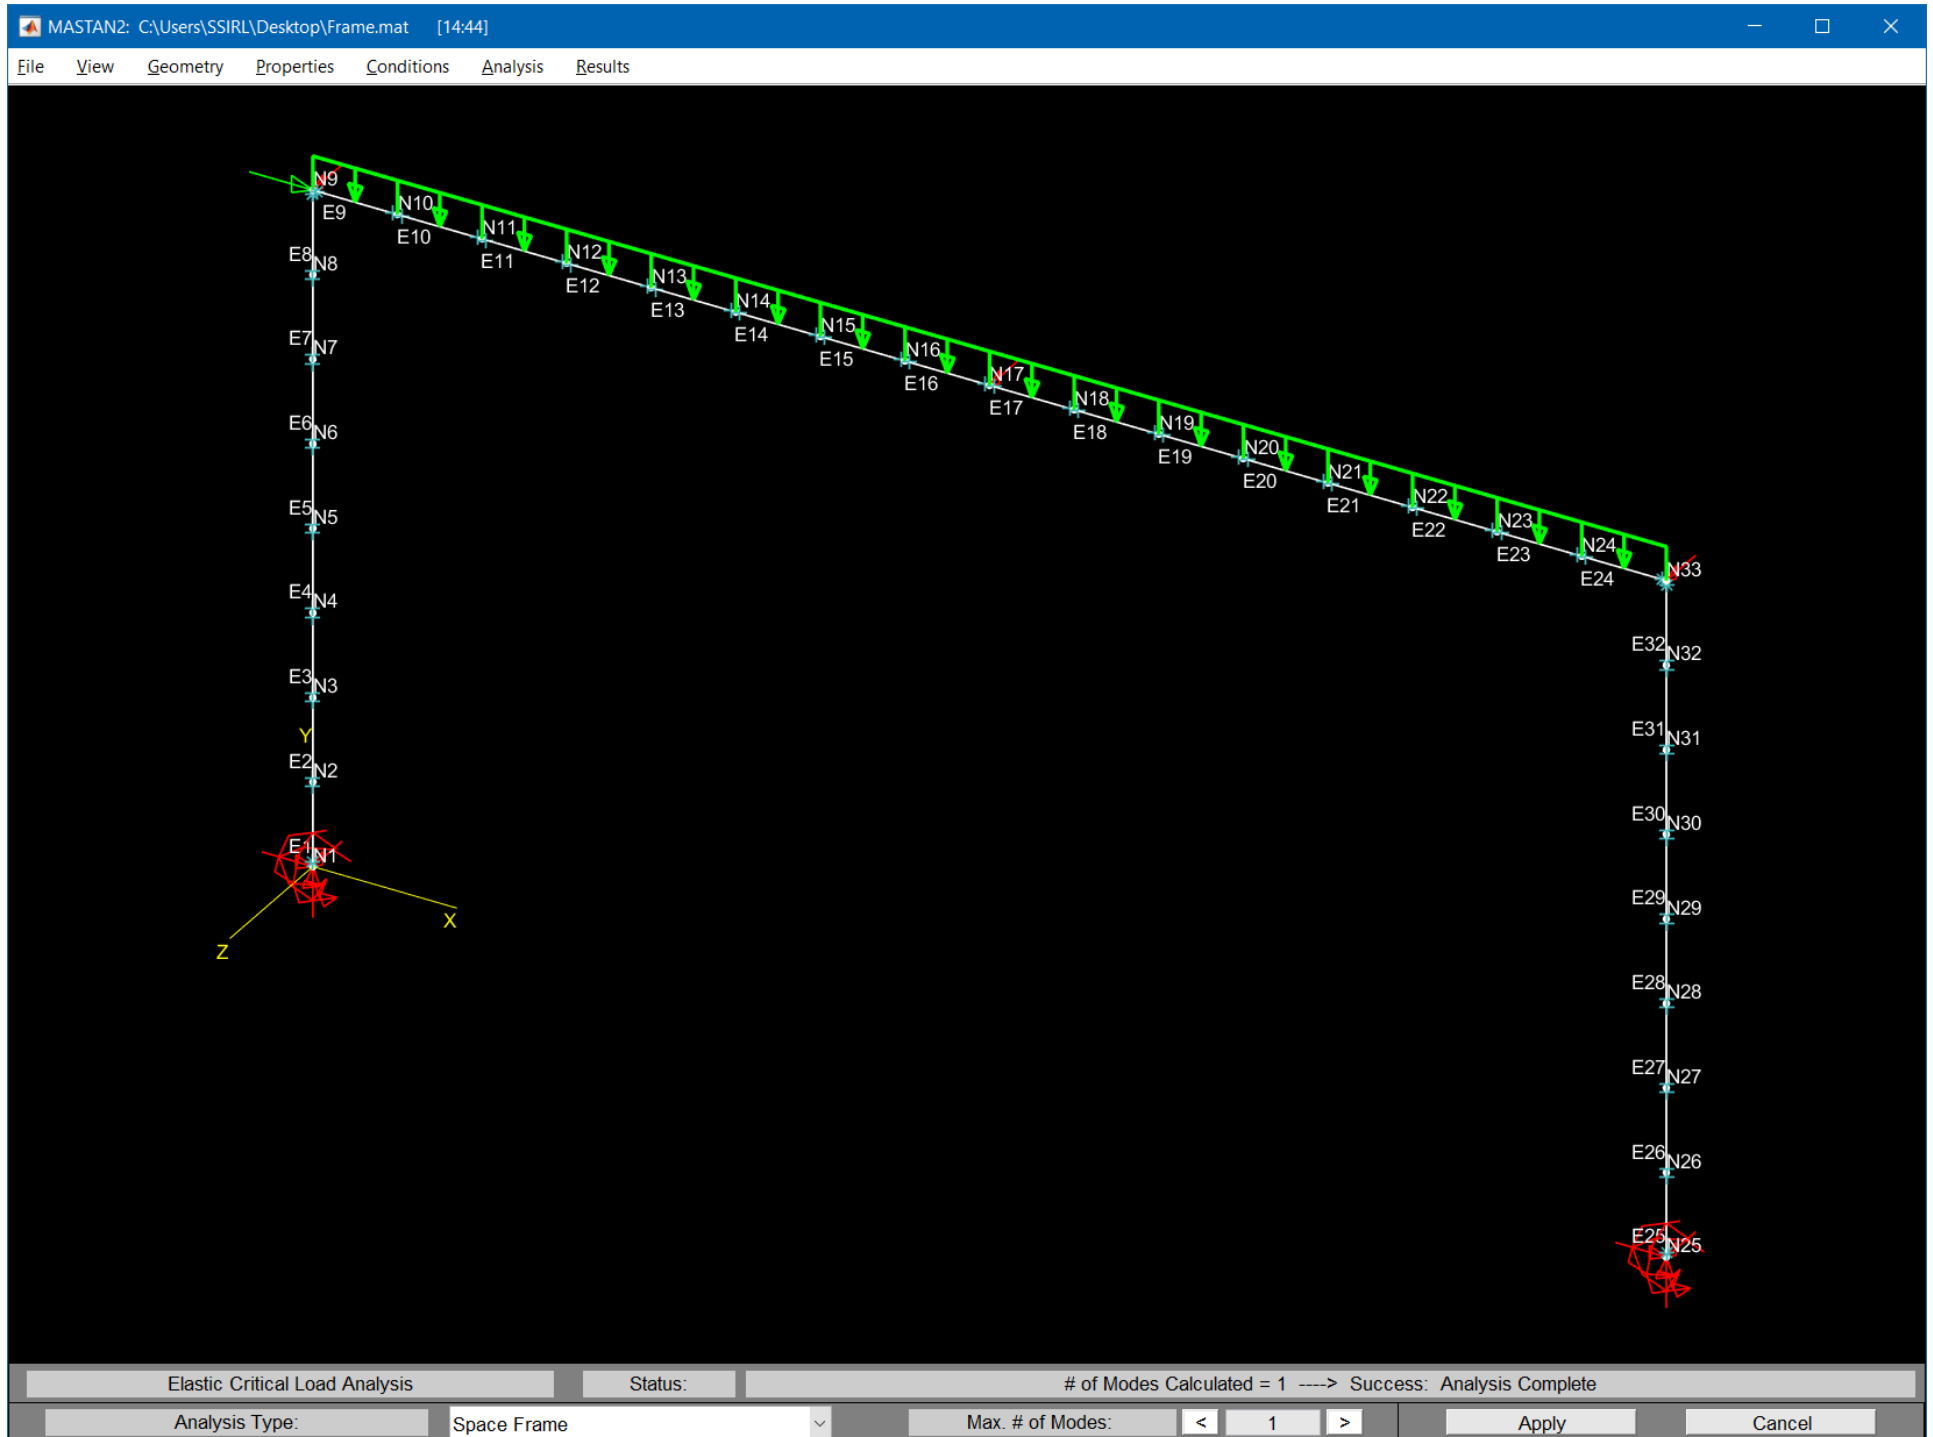 MASTAN2: C:\Users\SSIRL\Desktop\Frame.mat [14:44]
File View Geometry Properties Conditions Analysis Results
N9
E9
N10
E10
N11
E11
N12
E12
N13
E13
N14
E14
N15
E15
N16
E16
N17
E17
N18
E18
N19
E19
N20
E20
N21
E21
N22
E22
N23
E23
N24
E24
N33
E8 N8
E7 N7
E6 N6
E5 N5
E4 N4
E3 N3
Y
E2 N2
E1 N1
X
Z
E32 N32
E31 N31
E30 N30
E29 N29
E28 N28
E27 N27
E26 N26
E25 N25
Elastic Critical Load Analysis Status: # of Modes Calculated = 1 ----> Success: Analysis Complete
Analysis Type: Space Frame Max. # of Modes: < 1 > Apply Cancel